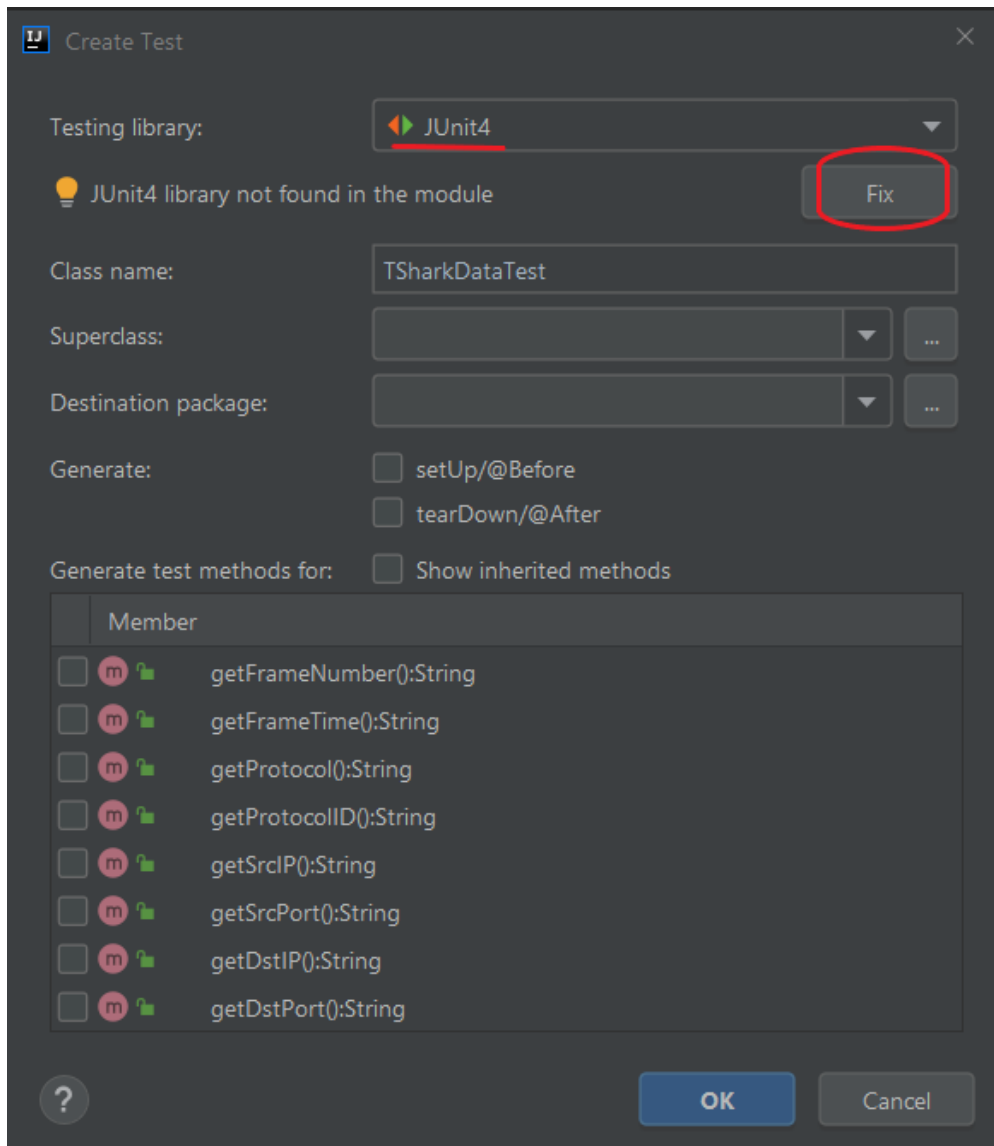 IJ
Create Test
Testing library: JUnit4
JUnit4 library not found in the module Fix
Class name: TSharkDataTest
Superclass: ...
Destination package: ...
Generate: setUp/@Before
tearDown/@After
Generate test methods for: Show inherited methods
Member
m getFrameNumber():String
m getFrameTime():String
m getProtocol():String
m getProtocolID():String
m getSrcIP():String
m getSrcPort():String
m getDstIP():String
m getDstPort():String
? OK Cancel